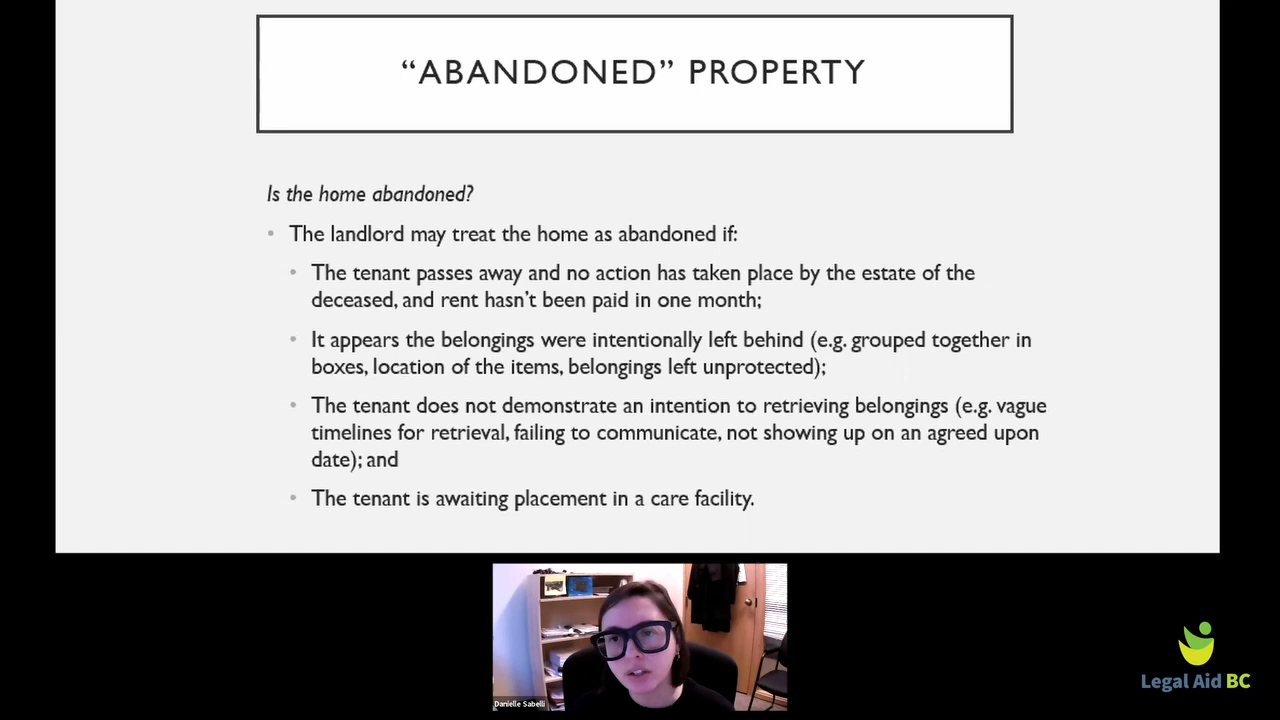 “ABANDONED” PROPERTY
Is the home abandoned?
• The landlord may treat the home as abandoned if:
• The tenant passes away and no action has taken place by the estate of the
deceased, and rent hasn’t been paid in one month;
• It appears the belongings were intentionally left behind (e.g. grouped together in
boxes, location of the items, belongings left unprotected);
• The tenant does not demonstrate an intention to retrieving belongings (e.g. vague
timelines for retrieval, failing to communicate, not showing up on an agreed upon
date); and
• The tenant is awaiting placement in a care facility.
Danielle Sabelli
Legal Aid BC